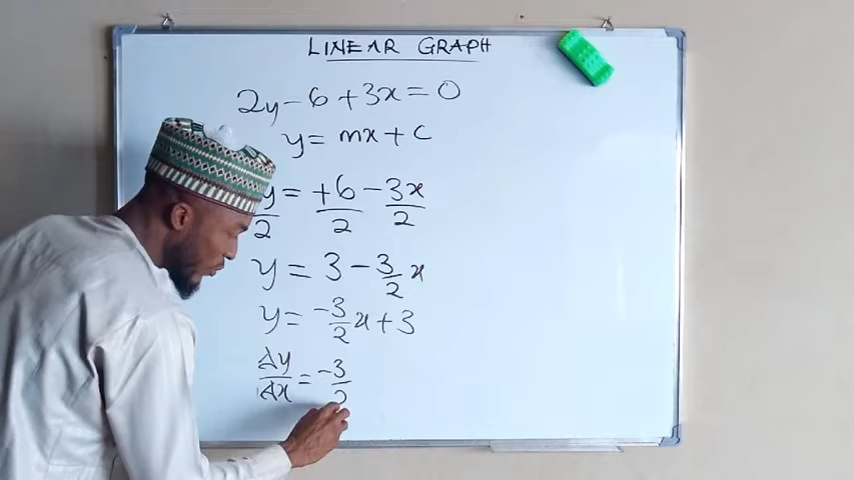 LINEAR GRAPH
2y - 6 + 3x = 0
y = mx + c
y/2 = +6/2 - 3x/2
y = 3 - 3/2 x
y = -3/2 x + 3
Δy/Δx = -3/2